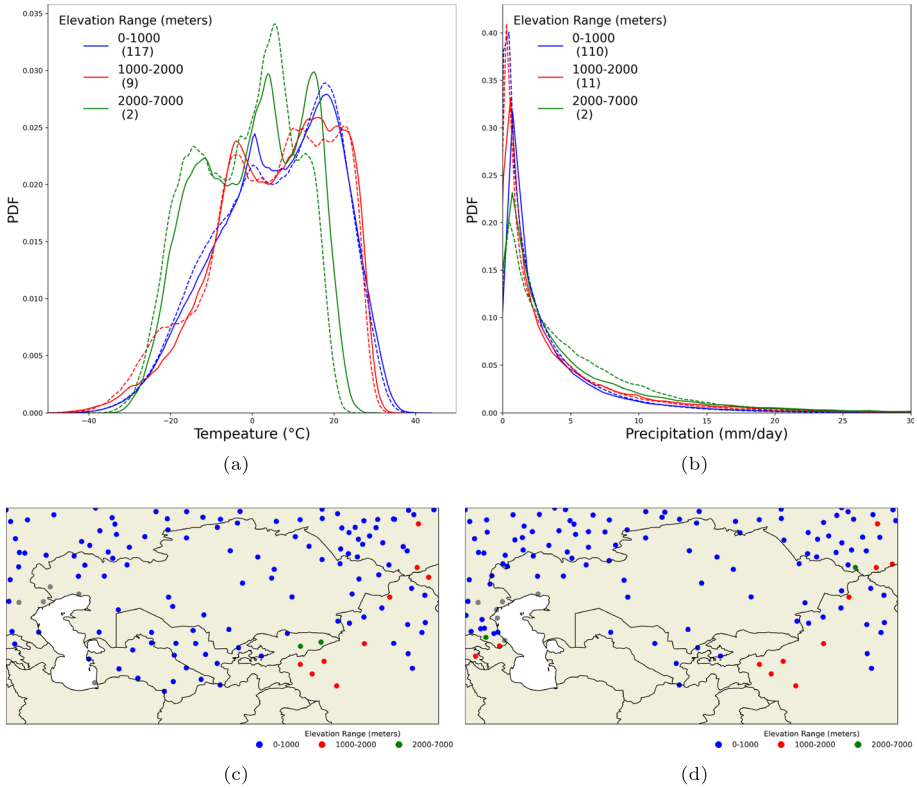 Elevation Range (meters)
0-1000
(117)
1000-2000
(9)
2000-7000
(2)
0.035
0.030
0.025
0.020
0.015
0.010
0.005
0.000
PDF
-40
-20
0
20
40
Tempeature (°C)
(a)
Elevation Range (meters)
0-1000
(110)
1000-2000
(11)
2000-7000
(2)
0.40
0.35
0.30
0.25
0.20
0.15
0.10
0.05
0.00
PDF
0
5
10
15
20
25
30
Precipitation (mm/day)
(b)
Elevation Range (meters)
0-1000 1000-2000 2000-7000
(c)
Elevation Range (meters)
0-1000 1000-2000 2000-7000
(d)